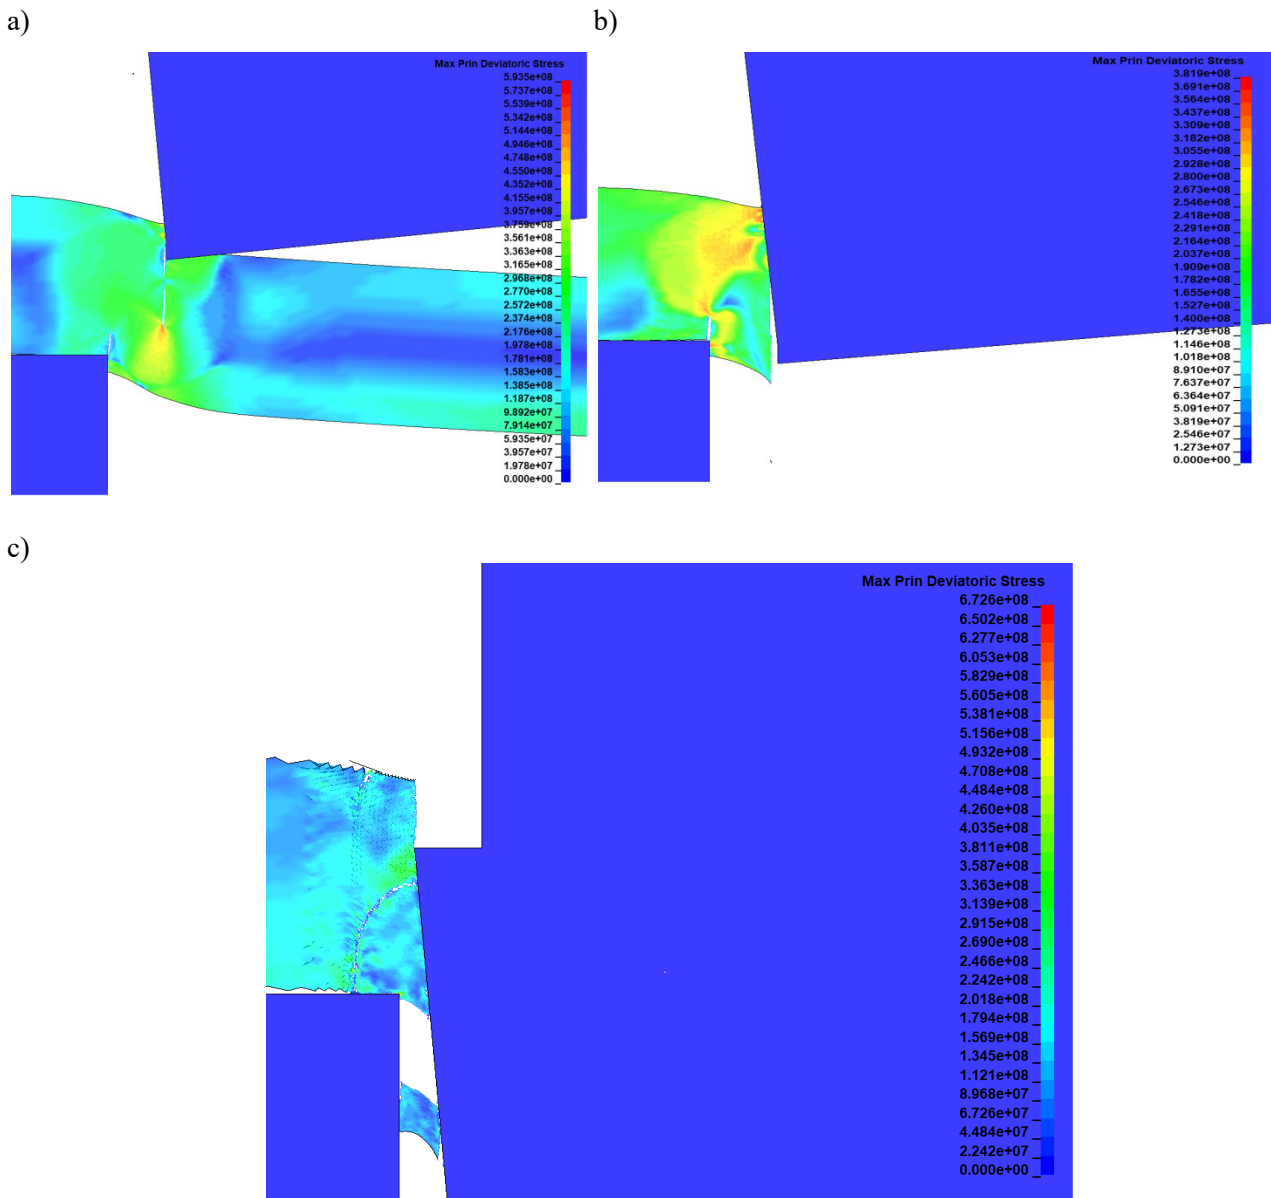 a)
Max Prin Deviatoric Stress
5.935e+08
5.737e+08
5.539e+08
5.342e+08
5.144e+08
4.946e+08
4.748e+08
4.550e+08
4.352e+08
4.155e+08
3.957e+08
3.759e+08
3.561e+08
3.363e+08
3.165e+08
2.968e+08
2.770e+08
2.572e+08
2.374e+08
2.176e+08
1.978e+08
1.781e+08
1.583e+08
1.385e+08
1.187e+08
9.892e+07
7.914e+07
5.935e+07
3.957e+07
1.978e+07
0.000e+00
b)
Max Prin Deviatoric Stress
3.819e+08
3.691e+08
3.564e+08
3.437e+08
3.309e+08
3.182e+08
3.055e+08
2.928e+08
2.800e+08
2.673e+08
2.546e+08
2.418e+08
2.291e+08
2.164e+08
2.037e+08
1.909e+08
1.782e+08
1.655e+08
1.527e+08
1.400e+08
1.273e+08
1.146e+08
1.018e+08
8.910e+07
7.637e+07
6.364e+07
5.091e+07
3.819e+07
2.546e+07
1.273e+07
0.000e+00
c)
Max Prin Deviatoric Stress
6.726e+08
6.502e+08
6.277e+08
6.053e+08
5.829e+08
5.605e+08
5.381e+08
5.156e+08
4.932e+08
4.708e+08
4.484e+08
4.260e+08
4.035e+08
3.811e+08
3.587e+08
3.363e+08
3.139e+08
2.915e+08
2.690e+08
2.466e+08
2.242e+08
2.018e+08
1.794e+08
1.569e+08
1.345e+08
1.121e+08
8.968e+07
6.726e+07
4.484e+07
2.242e+07
0.000e+00